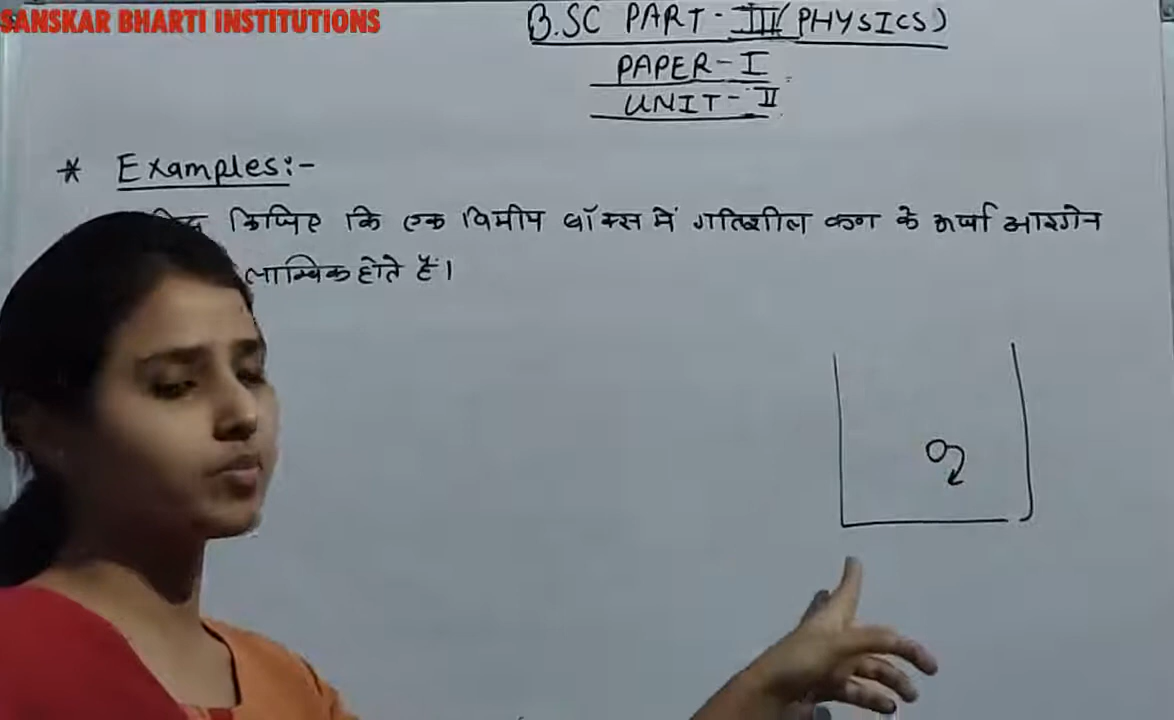 SANSKAR BHARTI INSTITUTIONS
B.SC PART-III (PHYSICS)
PAPER-I
UNIT-II
* Examples:-
किजिए कि एक विमीय बॉक्स में गतिशील कण के ऊर्जा आइगेन
लाम्बिक होते हैं।